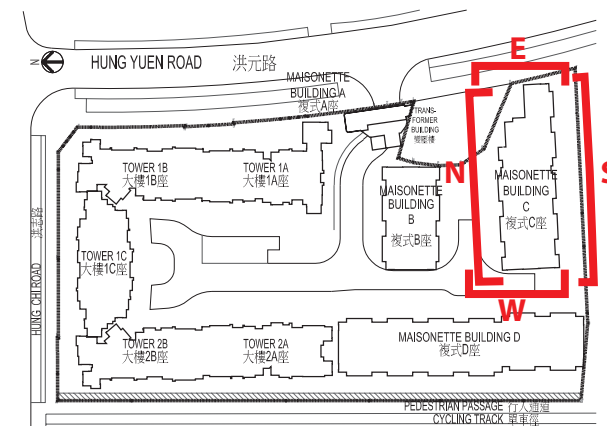 E
N
HUNG YUEN ROAD 洪元路
MAISONETTE
BUILDING A
複式A座
TRANS-
FORMER
BUILDING
變壓樓
N
S
MAISONETTE
BUILDING
C
複式C座
TOWER 1B
大樓1B座
TOWER 1A
大樓1A座
MAISONETTE
BUILDING
B
複式B座
HUNG CHI ROAD 洪志路
TOWER 1C
大樓1C座
W
TOWER 2B
大樓2B座
TOWER 2A
大樓2A座
MAISONETTE BUILDING D
複式D座
PEDESTRIAN PASSAGE 行人通道
CYCLING TRACK 單車徑